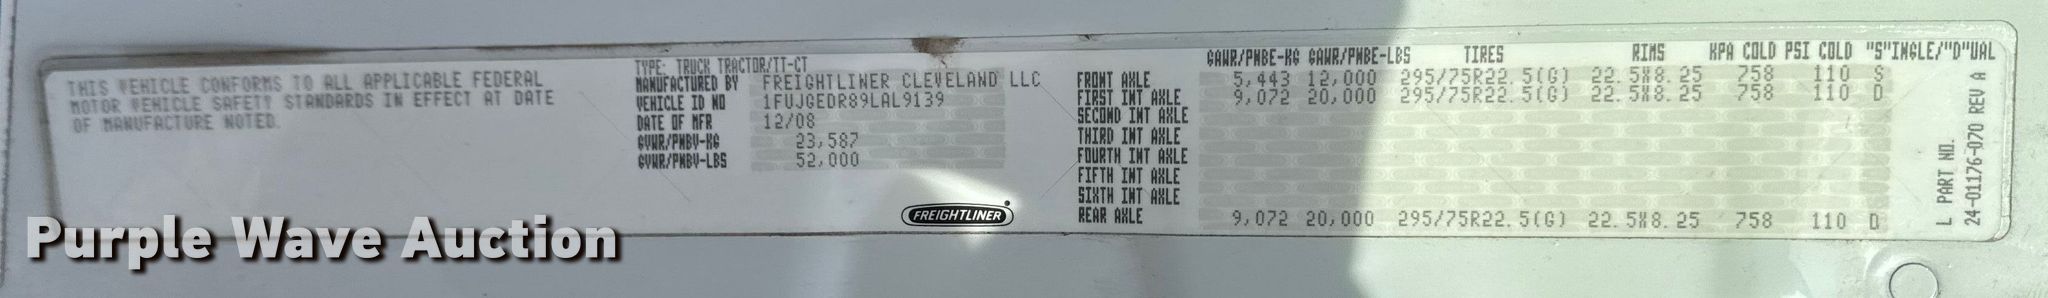 THIS VEHICLE CONFORMS TO ALL APPLICABLE FEDERAL
MOTOR VEHICLE SAFETY STANDARDS IN EFFECT AT DATE
OF MANUFACTURE NOTED.
TYPE: TRUCK TRACTOR/TT-CT
MANUFACTURED BY FREIGHTLINER CLEVELAND LLC
VEHICLE ID NO 1FUJGEDR89LAL9139
DATE OF MFR 12/08
GVWR/PNBV-KG 23,587
GVWR/PNBV-LBS 52,000
FREIGHTLINER
GAWR/PNBE-KG GAWR/PNBE-LBS TIRES RIMS KPA COLD PSI COLD "S"INGLE/"D"UAL
FRONT AXLE 5,443 12,000 295/75R22.5(G) 22.5X8.25 758 110 S
FIRST INT AXLE 9,072 20,000 295/75R22.5(G) 22.5X8.25 758 110 D
SECOND INT AXLE
THIRD INT AXLE
FOURTH INT AXLE
FIFTH INT AXLE
SIXTH INT AXLE
REAR AXLE 9,072 20,000 295/75R22.5(G) 22.5X8.25 758 110 D
L PART NO.
24-01176-070 REV A
Purple Wave Auction